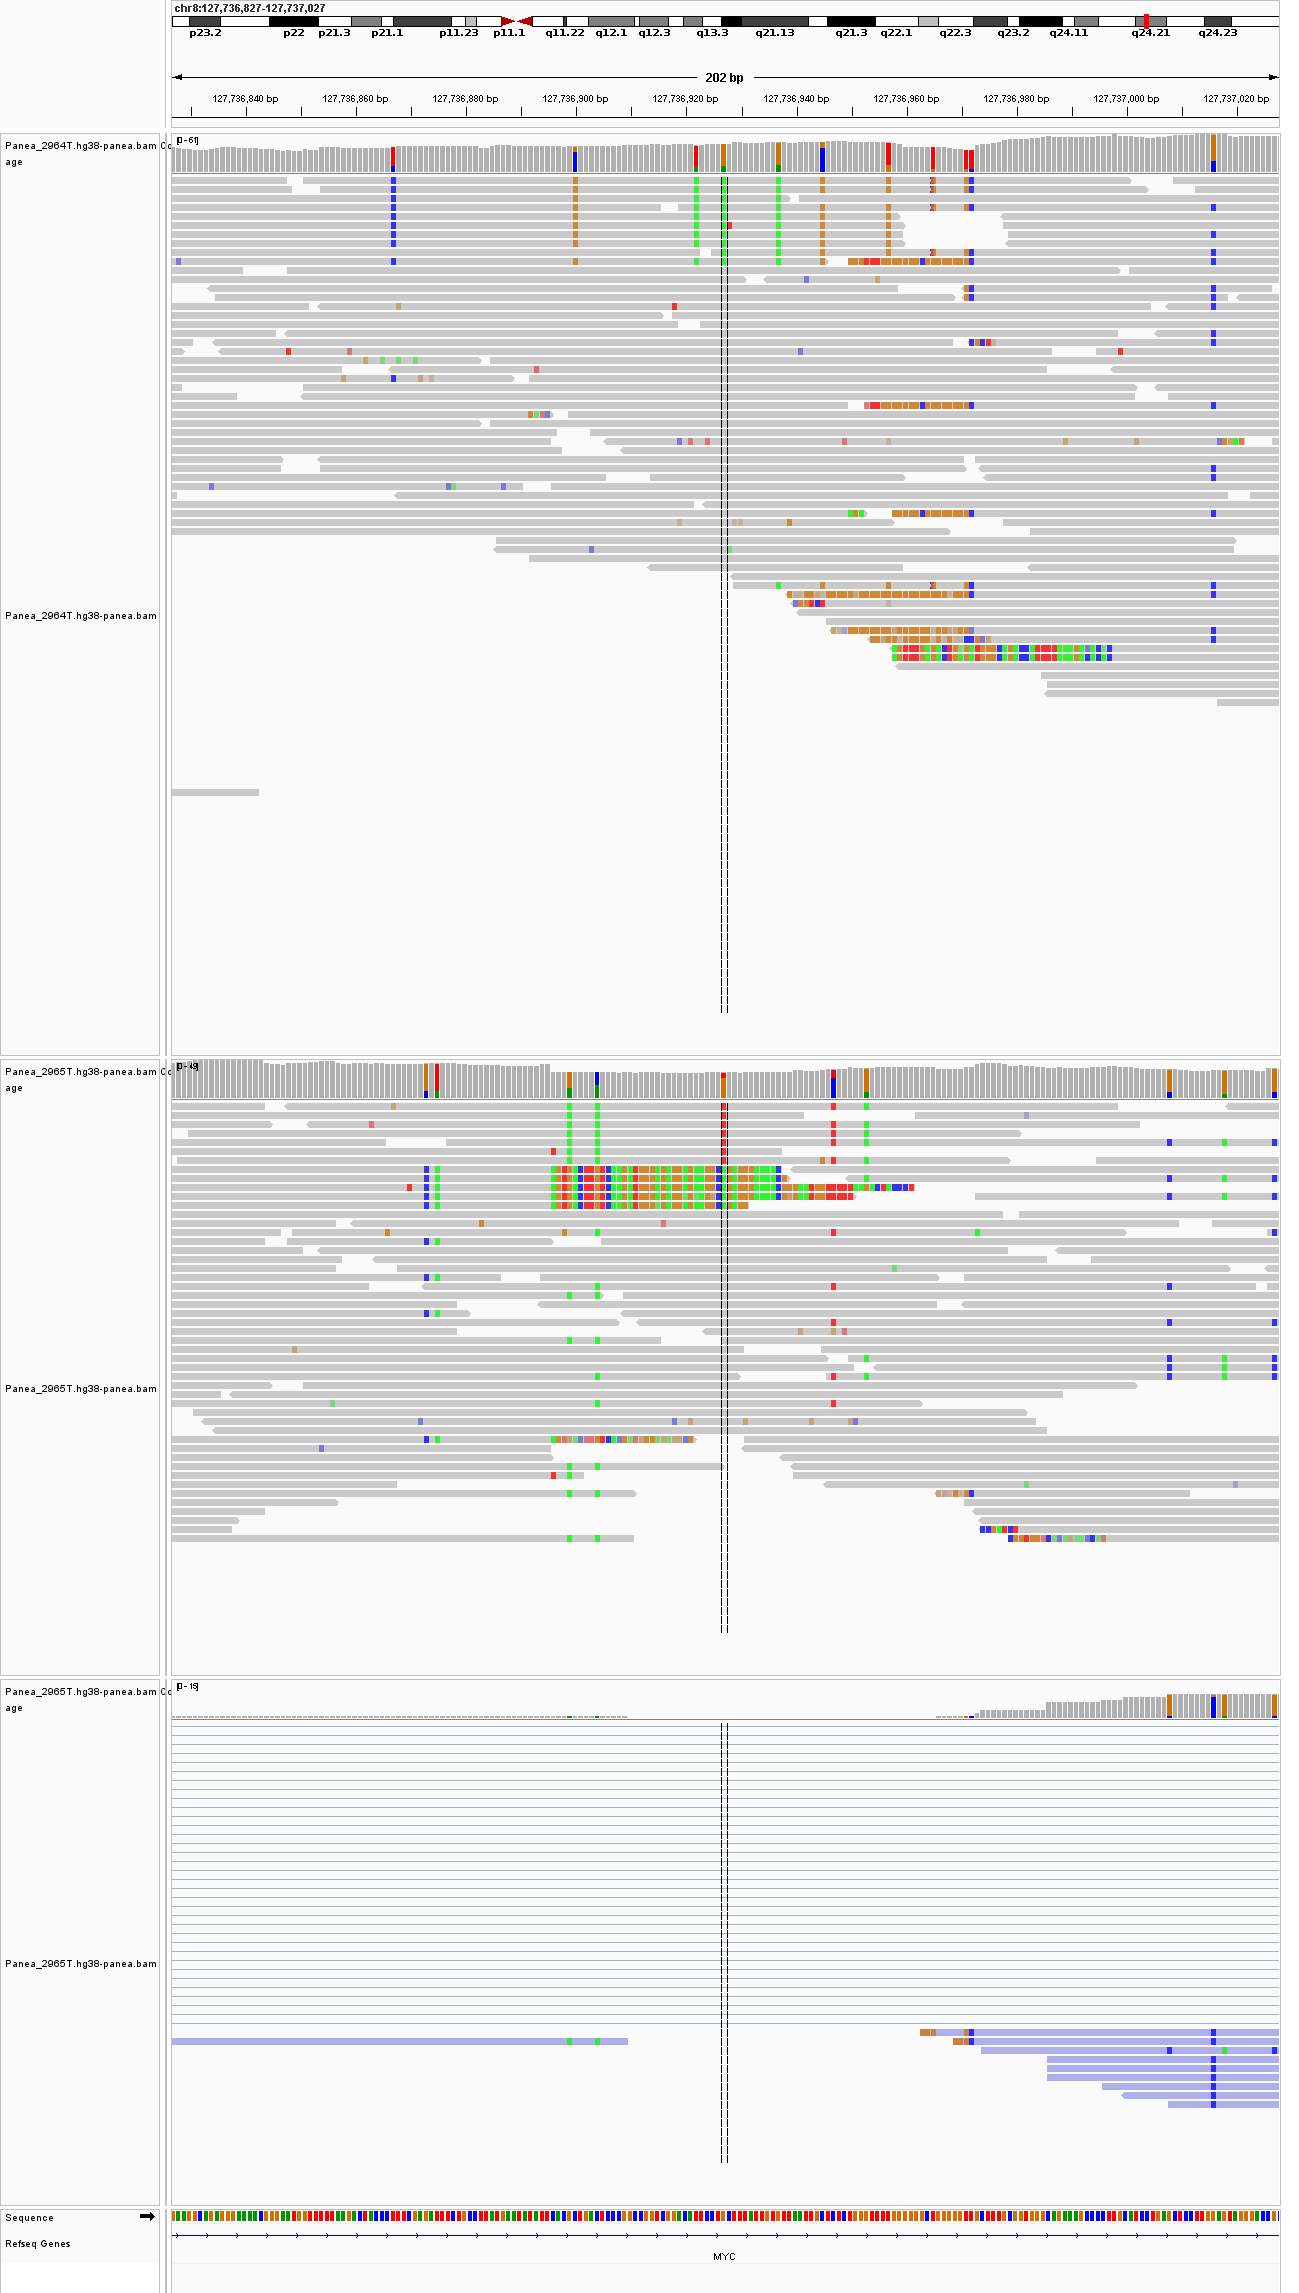 chr8:127,736,827-127,737,027
p23.2 p22 p21.3 p21.1 p11.23 p11.1 q11.22 q12.1 q12.3 q13.3 q21.13 q21.3 q22.1 q22.3 q23.2 q24.11 q24.21 q24.23
202 bp
127,736,840 bp 127,736,860 bp 127,736,880 bp 127,736,900 bp 127,736,920 bp 127,736,940 bp 127,736,960 bp 127,736,980 bp 127,737,000 bp 127,737,020 bp
Panea_2964T.hg38-panea.bam Co
age
[0 - 61]
Panea_2964T.hg38-panea.bam
Panea_2965T.hg38-panea.bam Co
age
[0 - 49]
Panea_2965T.hg38-panea.bam
Panea_2965T.hg38-panea.bam Co
age
Panea_2965T.hg38-panea.bam
Sequence
Refseq Genes
MYC